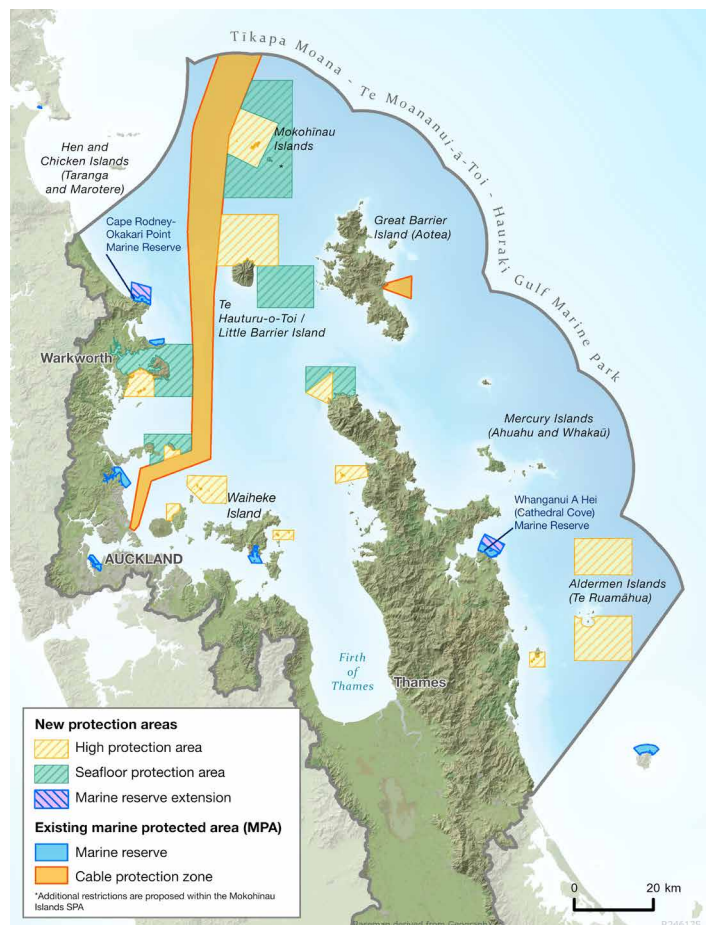 Tikapa Moana - Te Moananui-ā-Toi - Hauraki Gulf Marine Park
Hen and
Chicken Islands
(Taranga
and Marotere)
Mokohīnau
Islands
Cape Rodney-
Okakari Point
Marine Reserve
Great Barrier
Island (Aotea)
Te
Hauturu-o-Toi /
Little Barrier Island
Warkworth
Mercury Islands
(Ahuahu and Whakaū)
Waiheke
Island
Whanganui A Hei
(Cathedral Cove)
Marine Reserve
AUCKLAND
Aldermen Islands
(Te Ruamāhua)
Firth
of
Thames
Thames
New protection areas
High protection area
Seafloor protection area
Marine reserve extension
Existing marine protected area (MPA)
Marine reserve
Cable protection zone
*Additional restrictions are proposed within the Mokohīnau
Islands SPA
0 20 km